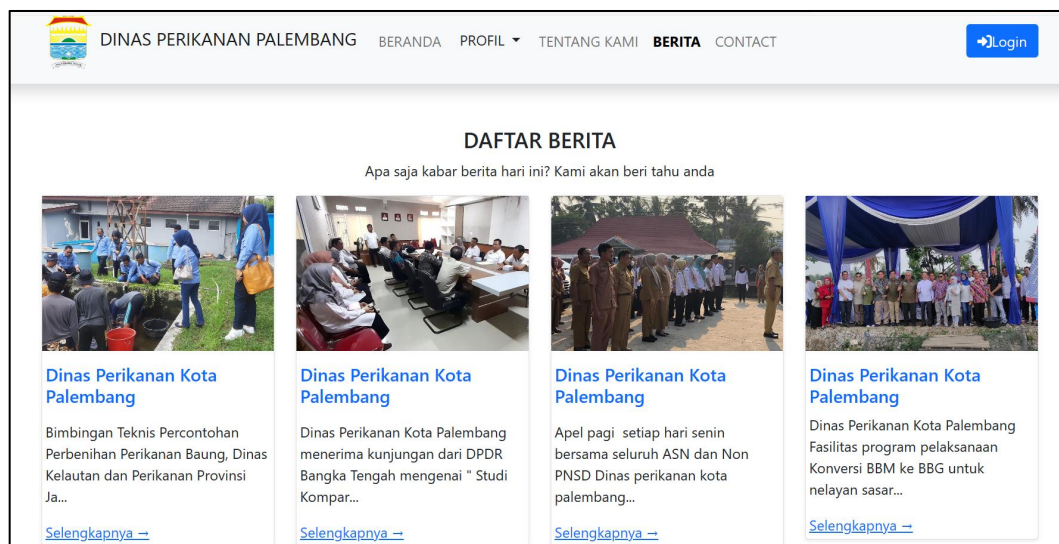 DINAS PERIKANAN PALEMBANG BERANDA PROFIL TENTANG KAMI BERITA CONTACT Login
DAFTAR BERITA
Apa saja kabar berita hari ini? Kami akan beri tahu anda
Dinas Perikanan Kota
Palembang
Bimbingan Teknis Percontohan
Perbenihan Perikanan Baung, Dinas
Kelautan dan Perikanan Provinsi
Ja...
Selengkapnya →
Dinas Perikanan Kota
Palembang
Dinas Perikanan Kota Palembang
menerima kunjungan dari DPDR
Bangka Tengah mengenai " Studi
Kompar...
Selengkapnya →
Dinas Perikanan Kota
Palembang
Apel pagi setiap hari senin
bersama seluruh ASN dan Non
PNSD Dinas perikanan kota
palembang...
Selengkapnya →
Dinas Perikanan Kota
Palembang
Dinas Perikanan Kota Palembang
Fasilitas program pelaksanaan
Konversi BBM ke BBG untuk
nelayan sasar...
Selengkapnya →